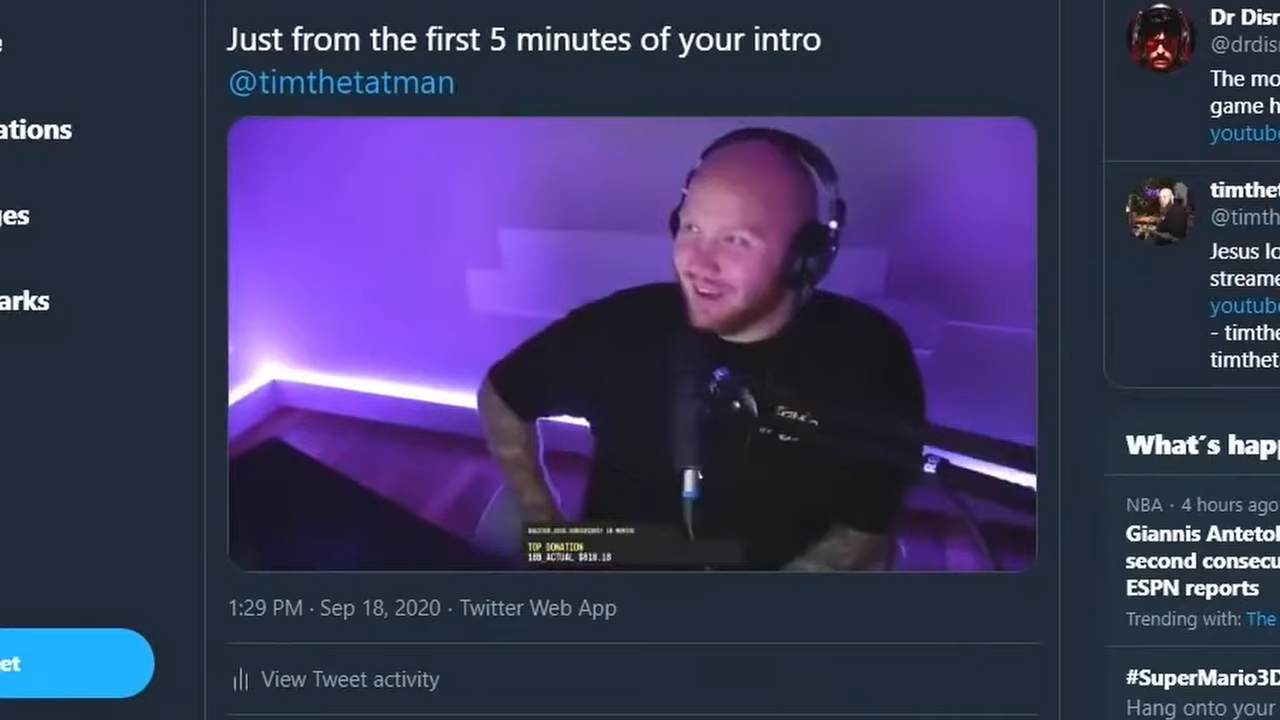 ations
ges
arks
et
Just from the first 5 minutes of your intro
@timthetatman
TOP DONATION
1:29 PM · Sep 18, 2020 · Twitter Web App
View Tweet activity
Dr Disr
@drdisr
The mo
game h
youtub
timthet
@timth
Jesus lo
streame
youtub
- timthe
timthet
What's happ
NBA · 4 hours ago
Giannis Antetok
second consecu
ESPN reports
Trending with: The
#SuperMario3D
Hang onto your